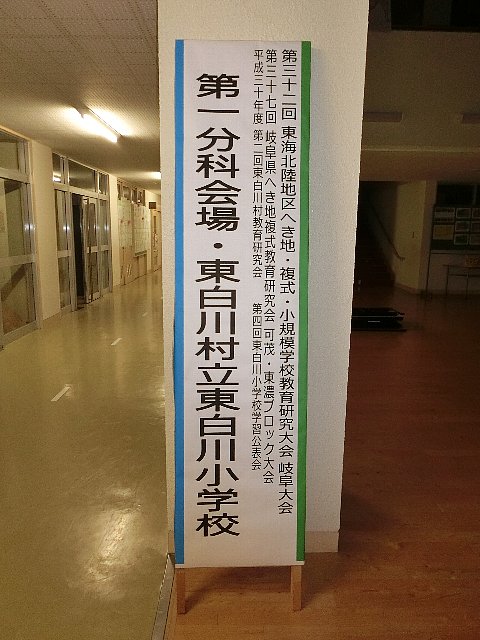 第三十二回 東海北陸地区へき地・複式・小規模学校教育研究大会 岐阜大会
第三十七回 岐阜県へき地複式教育研究会 可茂・東濃ブロック大会
平成三十年度 第二回東白川村教育研究会 第四回東白川小学校学習公表会
第一分科会場・東白川村立東白川小学校